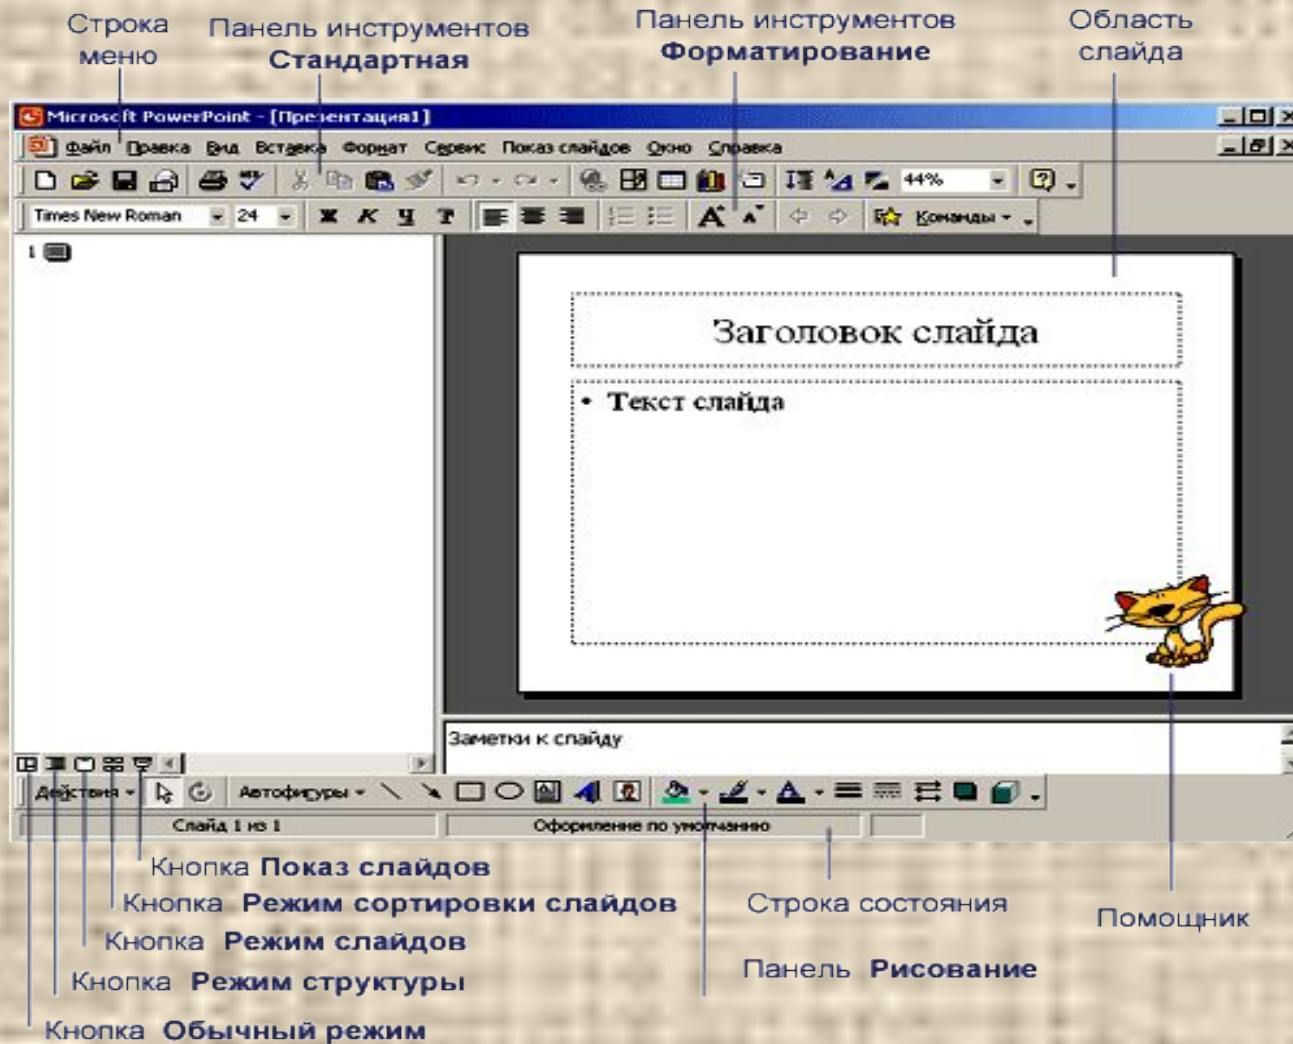 Строка меню
Панель инструментов
Стандартная
Панель инструментов
Форматирование
Область слайда
Microsoft PowerPoint - [Презентация1]
Файл Правка Вид Вставка Формат Сервис Показ слайдов Окно Справка
44%
Times New Roman 24 Ж К Ч Т A A Команды
1
Заголовок слайда
• Текст слайда
Заметки к слайду
Действия Автофигуры A
Слайд 1 из 1 Оформление по умолчанию
Кнопка Показ слайдов
Кнопка Режим сортировки слайдов
Кнопка Режим слайдов
Кнопка Режим структуры
Кнопка Обычный режим
Строка состояния
Панель Рисование
Помощник